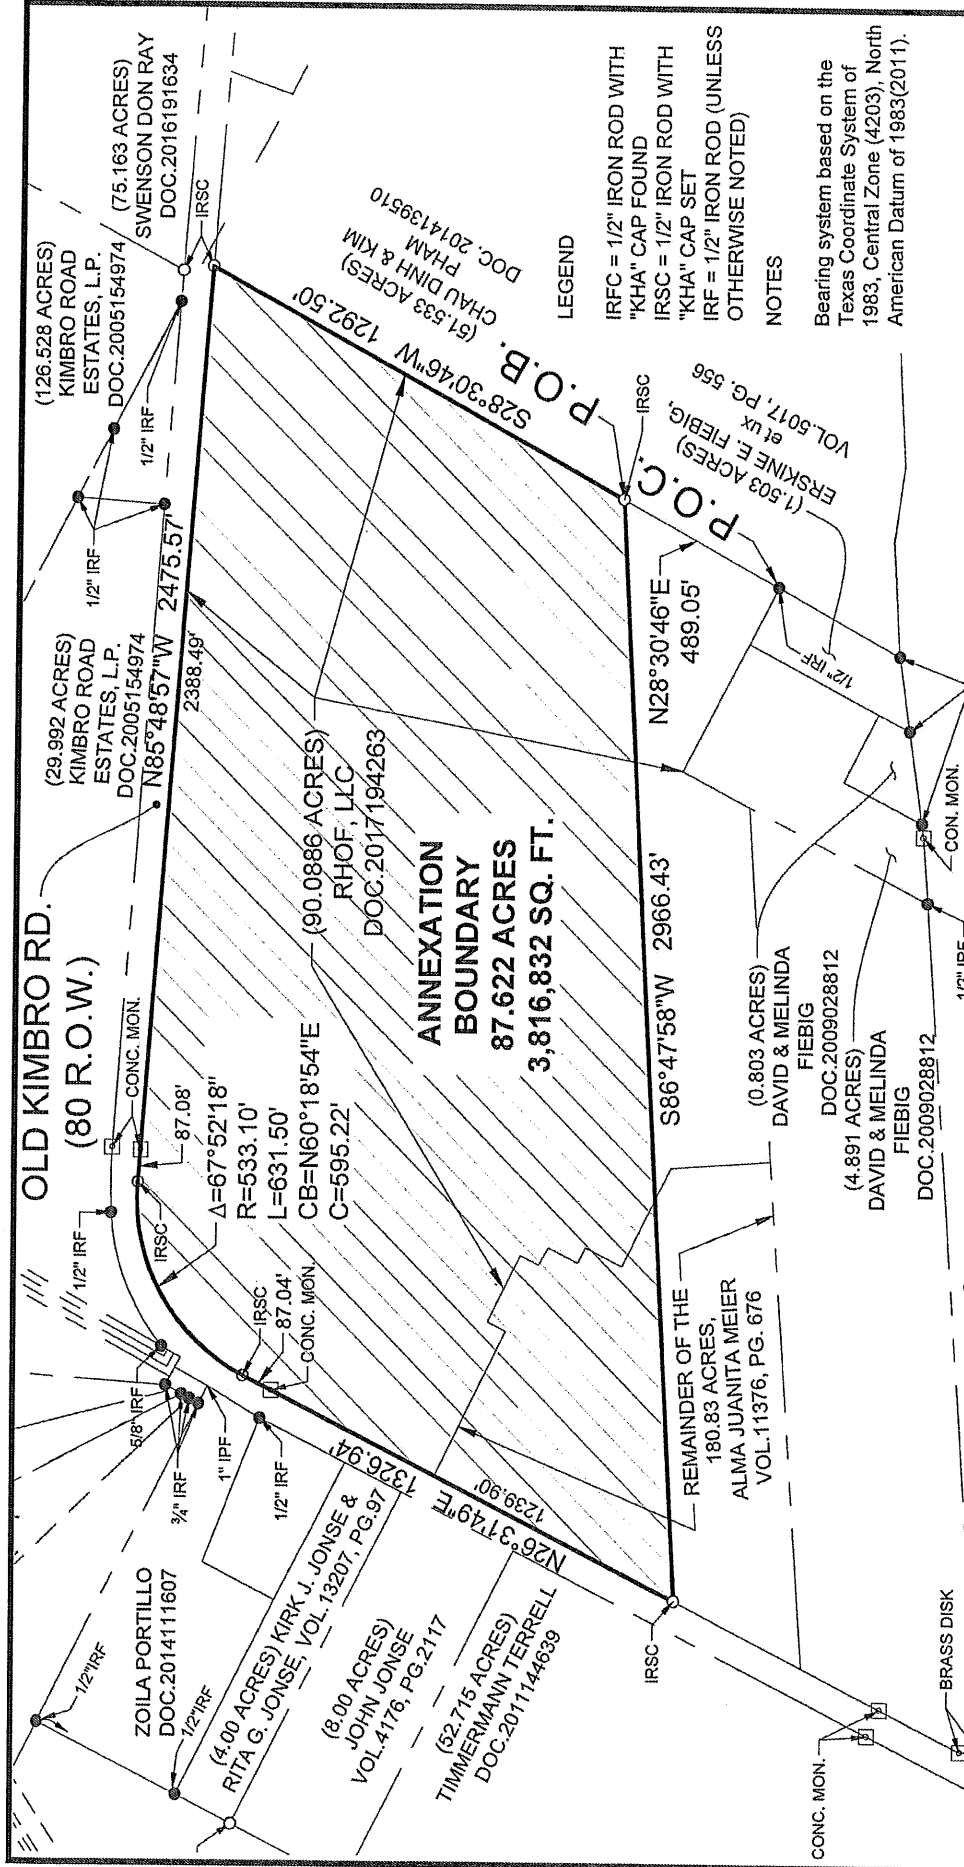 OLD KIMBRO RD.
(80 R.O.W.)
(29.992 ACRES)
KIMBRO ROAD
ESTATES, L.P.
DOC.2005154974
(126.528 ACRES)
KIMBRO ROAD
ESTATES, L.P.
DOC.2005154974
(75.163 ACRES)
SWENSON DON RAY
DOC.2016191634
IRSC
1/2" IRF
1/2" IRF
N85°48'57"W 2475.57'
2388.49'
CONC. MON.
87.08'
1/2" IRF
IRSC
5/8" IRF
3/4" IRF
1" IPF
1/2" IRF
Δ=67°52'18"
R=533.10'
L=631.50'
CB=N60°18'54"E
C=595.22'
IRSC
87.04'
CONC. MON.
(90.0886 ACRES)
RHOF, LLC
DOC.2017194263
ANNEXATION
BOUNDARY
87.622 ACRES
3,816,832 SQ. FT.
S28°30'46"W 1292.50'
(51.533 ACRES)
CHAU DINH & KIM
PHAM
DOC. 2014139510
P.O.B.
IRSC
P.O.C.
N28°30'46"E
489.05'
1/2" IRF
(1.503 ACRES)
ERSKINE E. FIEBIG,
et ux
VOL.5017, PG. 556
S86°47'58"W 2966.43'
N26°31'49"E 1326.94'
1239.90'
IRSC
1/2"IRF
ZOILA PORTILLO
DOC.2014111607
1/2"IRF
(4.00 ACRES) KIRK J. JONSE &
RITA G. JONSE, VOL.13207, PG.97
(8.00 ACRES)
JOHN JONSE
VOL.4176, PG.2117
(52.715 ACRES)
TIMMERMANN TERRELL
DOC.2011144639
REMAINDER OF THE
180.83 ACRES,
ALMA JUANITA MEIER
VOL.11376, PG. 676
(0.803 ACRES)
DAVID & MELINDA
FIEBIG
DOC.2009028812
(4.891 ACRES)
DAVID & MELINDA
FIEBIG
DOC.2009028812
CON. MON.
1/2" IRF
CONC. MON.
BRASS DISK
LEGEND
IRFC = 1/2" IRON ROD WITH
"KHA" CAP FOUND
IRSC = 1/2" IRON ROD WITH
"KHA" CAP SET
IRF = 1/2" IRON ROD (UNLESS
OTHERWISE NOTED)
NOTES
Bearing system based on the
Texas Coordinate System of
1983, Central Zone (4203), North
American Datum of 1983(2011).